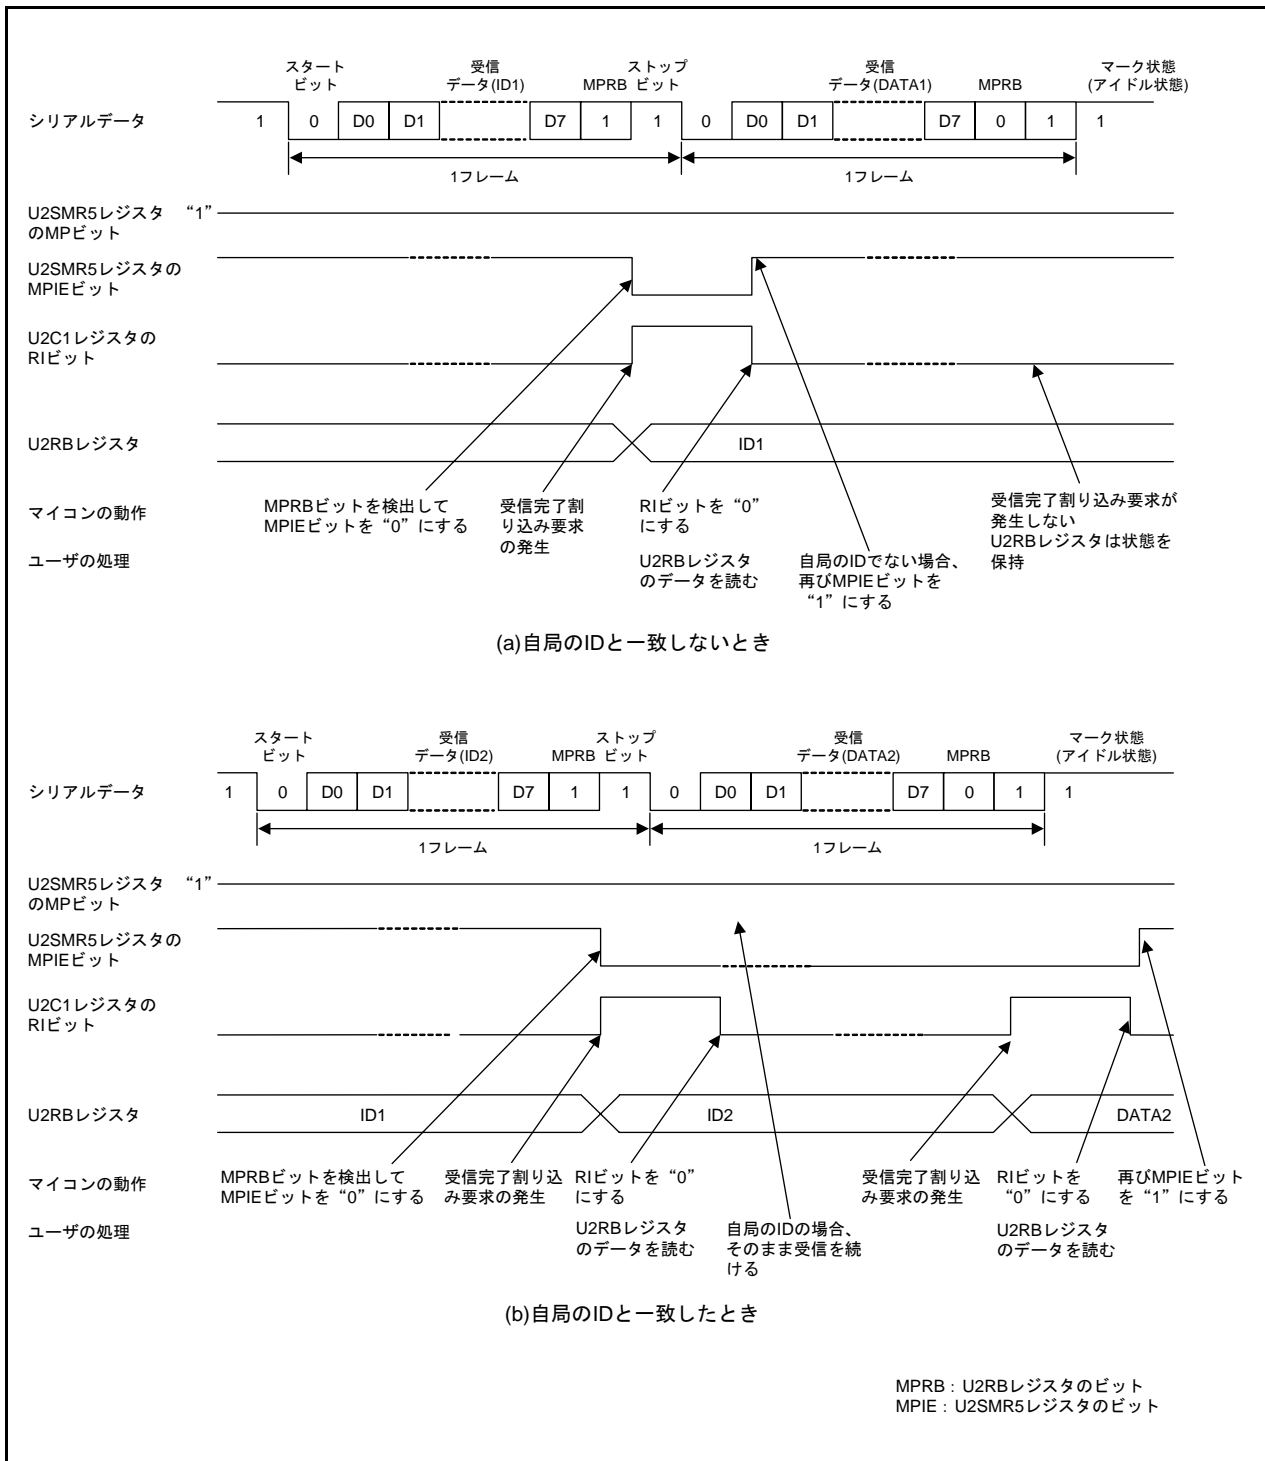 スタート
ビット
受信
データ(ID1)
MPRB
ストップ
ビット
受信
データ(DATA1)
MPRB
マーク状態
(アイドル状態)
シリアルデータ
1 0 D0 D1 D7 1 1 0 D0 D1 D7 0 1 1
1フレーム 1フレーム
U2SMR5レジスタ “1”
のMPビット
U2SMR5レジスタの
MPIEビット
U2C1レジスタの
RIビット
U2RBレジスタ ID1
マイコンの動作
MPRBビットを検出して
MPIEビットを“0”にする
受信完了割
り込み要求
の発生
RIビットを“0”
にする
受信完了割り込み要求が
発生しない
U2RBレジスタは状態を
保持
ユーザの処理
U2RBレジスタ
のデータを読む
自局のIDでない場合、
再びMPIEビットを
“1”にする
(a)自局のIDと一致しないとき
スタート
ビット
受信
データ(ID2)
MPRB
ストップ
ビット
受信
データ(DATA2)
MPRB
マーク状態
(アイドル状態)
シリアルデータ
1 0 D0 D1 D7 1 1 0 D0 D1 D7 0 1 1
1フレーム 1フレーム
U2SMR5レジスタ “1”
のMPビット
U2SMR5レジスタの
MPIEビット
U2C1レジスタの
RIビット
U2RBレジスタ ID1 ID2 DATA2
マイコンの動作
MPRBビットを検出して
MPIEビットを“0”にする
受信完了割り込
み要求の発生
RIビットを“0”
にする
受信完了割り込
み要求の発生
RIビットを
“0”にする
再びMPIEビット
を“1”にする
ユーザの処理
U2RBレジスタ
のデータを読む
自局のIDの場合、
そのまま受信を続
ける
U2RBレジスタ
のデータを読む
(b)自局のIDと一致したとき
MPRB：U2RBレジスタのビット
MPIE：U2SMR5レジスタのビット